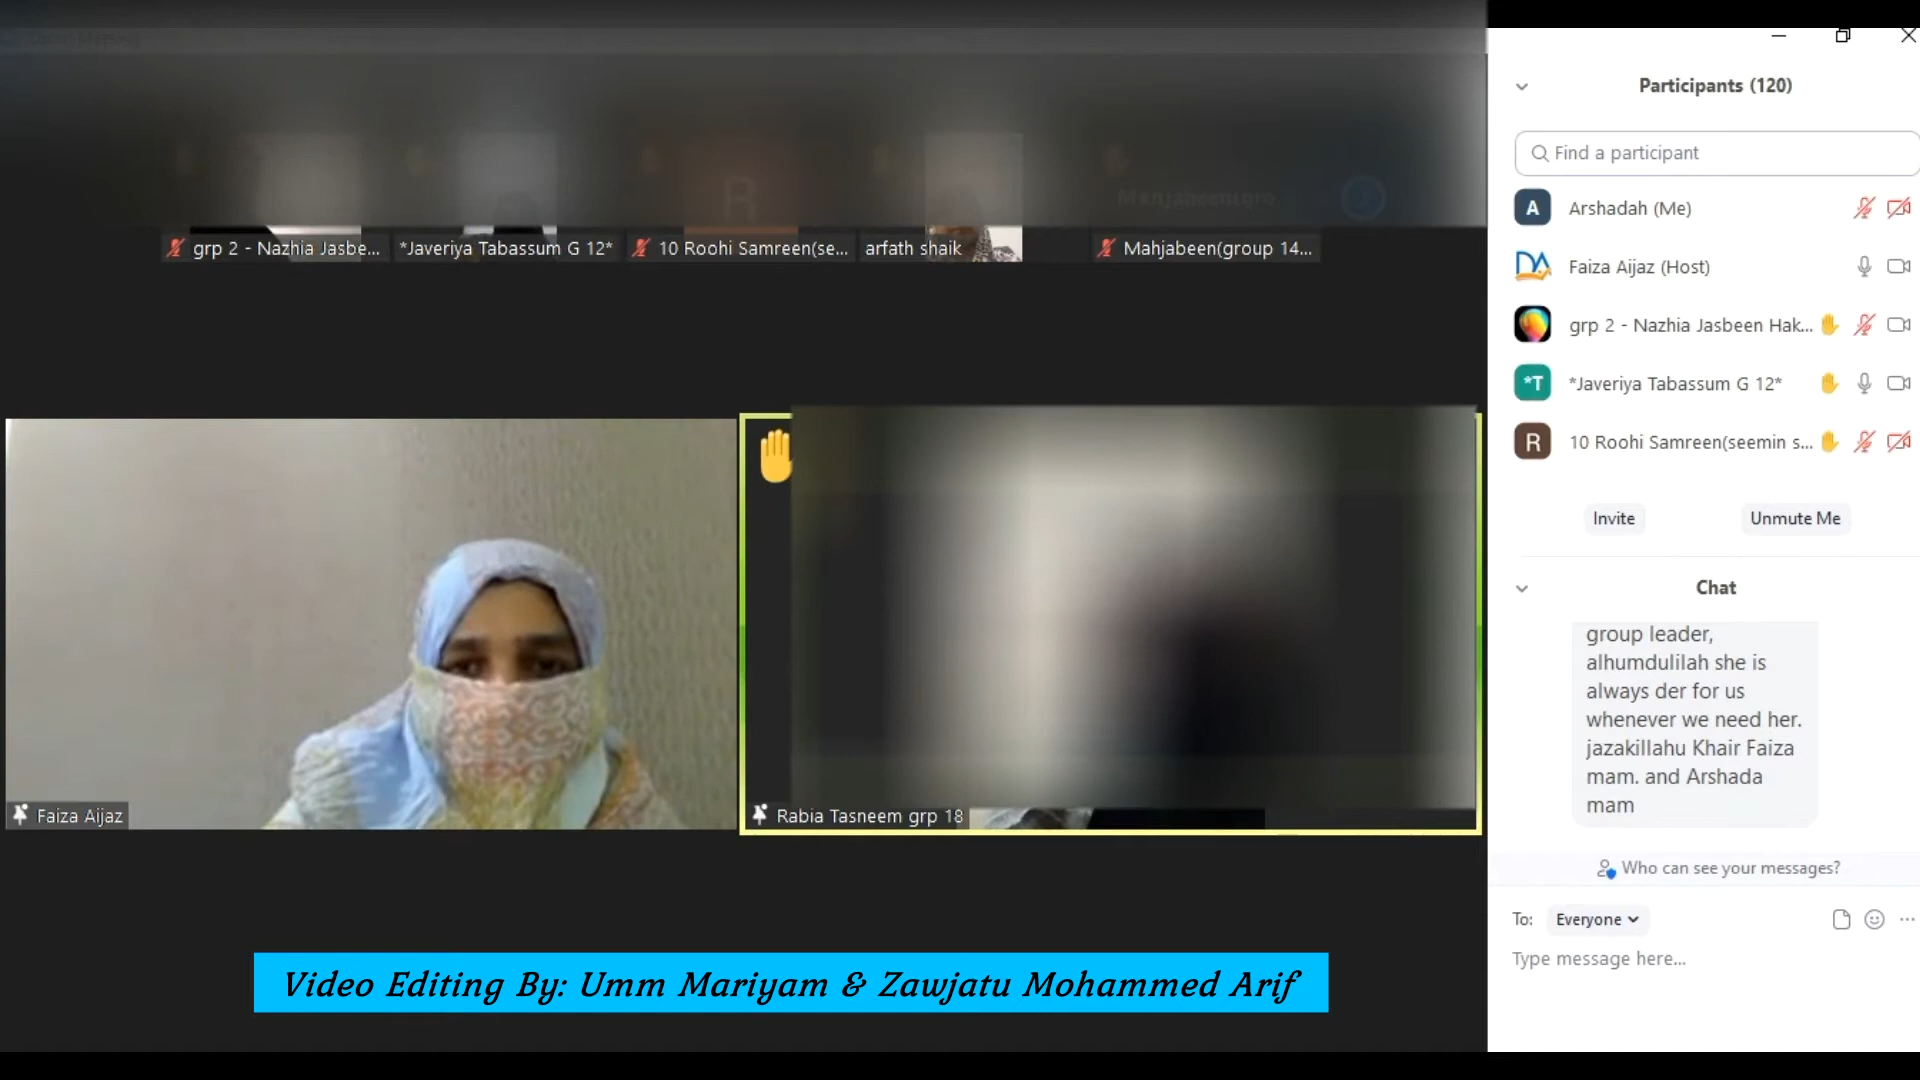 grp 2 - Nazhia Jasbe...
*Javeriya Tabassum G 12*
10 Roohi Samreen(se...
arfath shaik
Mahjabeen(group 14...
R
Faiza Aijaz
Rabia Tasneem grp 18
Video Editing By: Umm Mariyam & Zawjatu Mohammed Arif
Participants (120)
Find a participant
A
Arshadah (Me)
DA
Faiza Aijaz (Host)
grp 2 - Nazhia Jasbeen Hak...
*T
*Javeriya Tabassum G 12*
R
10 Roohi Samreen(seemin s...
Invite
Unmute Me
Chat
group leader,
alhumdulilah she is
always der for us
whenever we need her.
jazakillahu Khair Faiza
mam. and Arshada
mam
Who can see your messages?
To:
Everyone
Type message here...